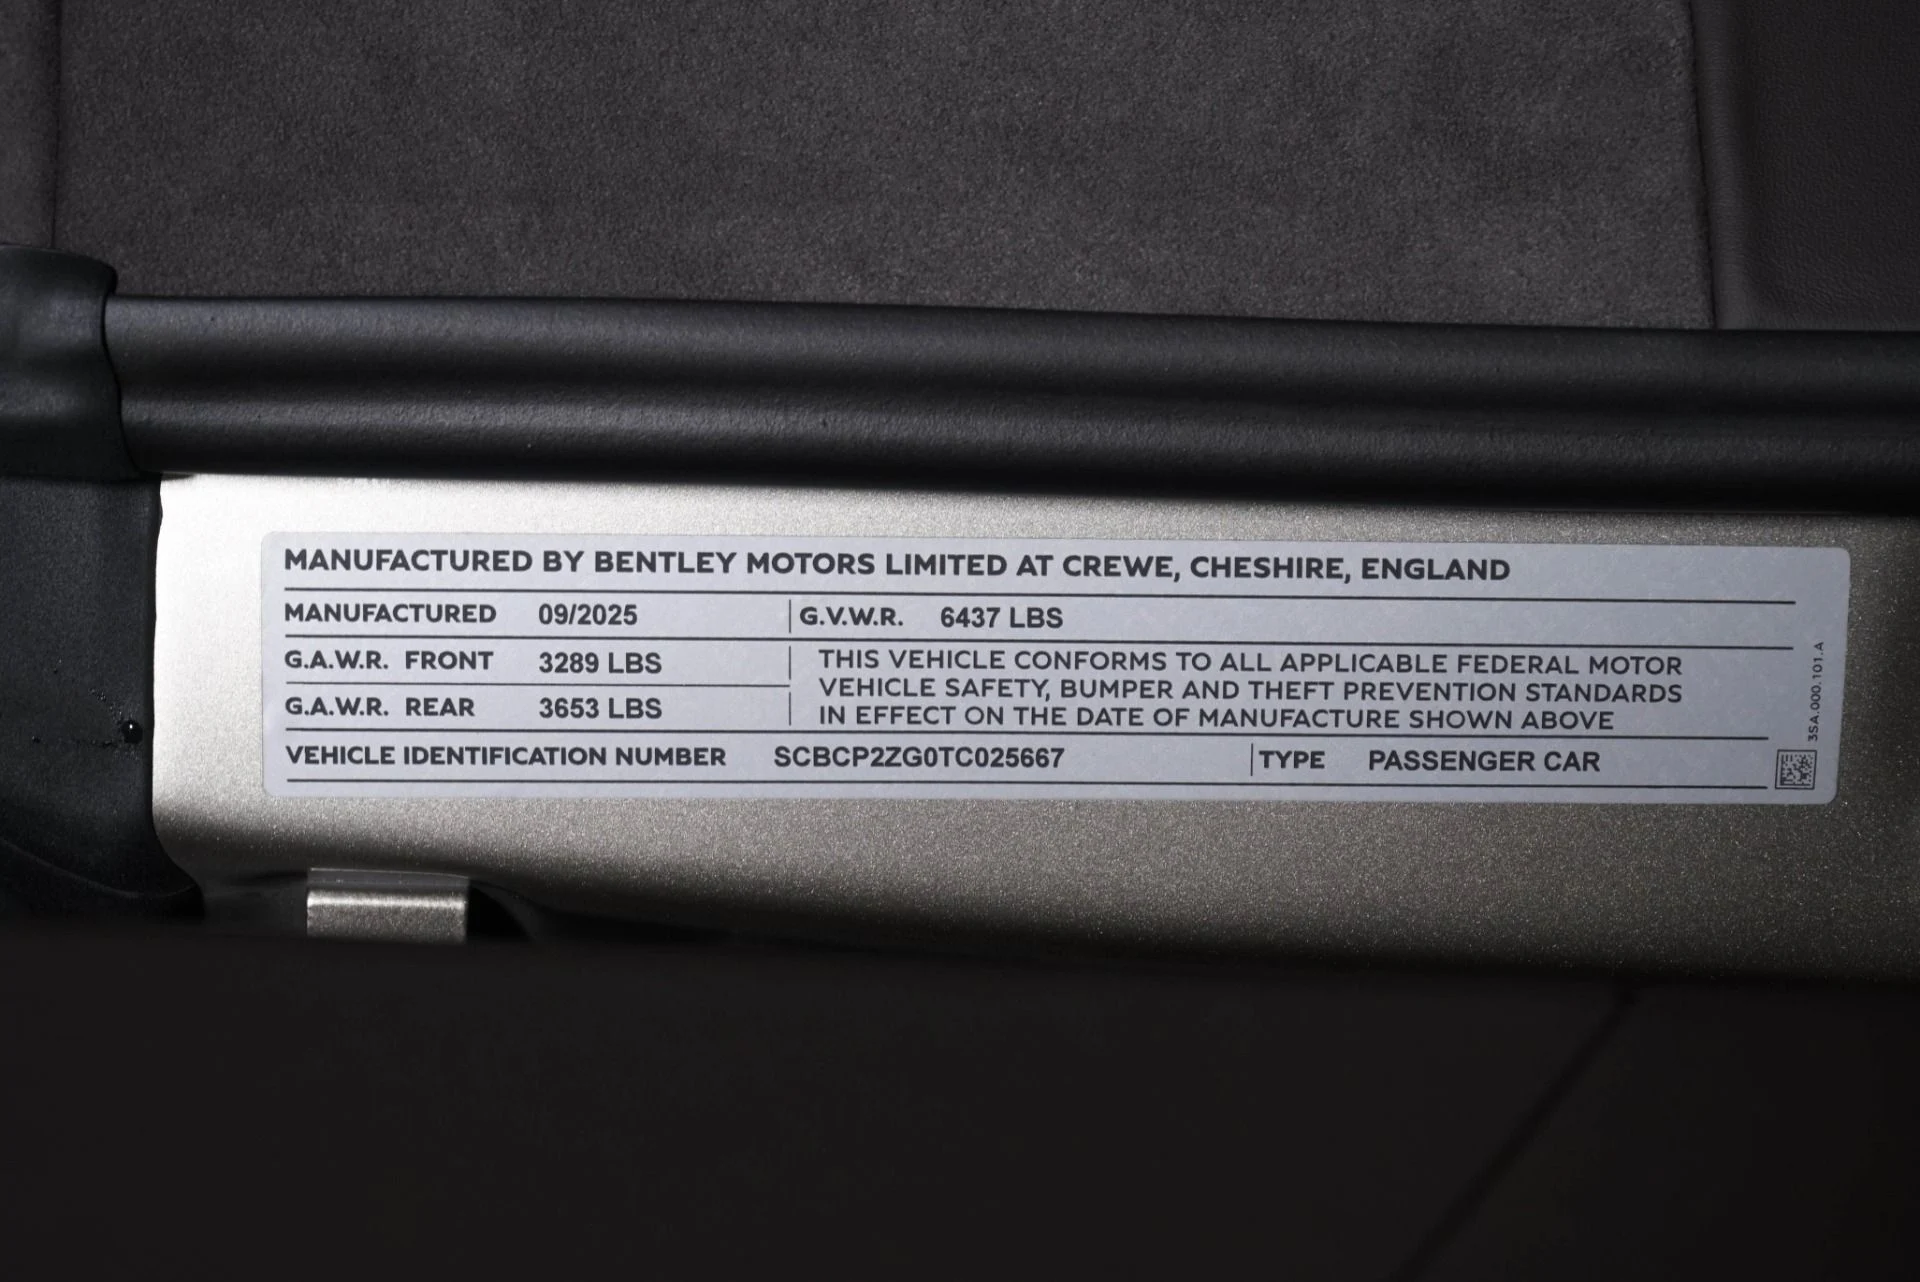 MANUFACTURED BY BENTLEY MOTORS LIMITED AT CREWE, CHESHIRE, ENGLAND
MANUFACTURED 09/2025 G.V.W.R. 6437 LBS
G.A.W.R. FRONT 3289 LBS
G.A.W.R. REAR 3653 LBS
THIS VEHICLE CONFORMS TO ALL APPLICABLE FEDERAL MOTOR
VEHICLE SAFETY, BUMPER AND THEFT PREVENTION STANDARDS
IN EFFECT ON THE DATE OF MANUFACTURE SHOWN ABOVE
VEHICLE IDENTIFICATION NUMBER SCBCP2ZG0TC025667 TYPE PASSENGER CAR
3SA.000.101.A